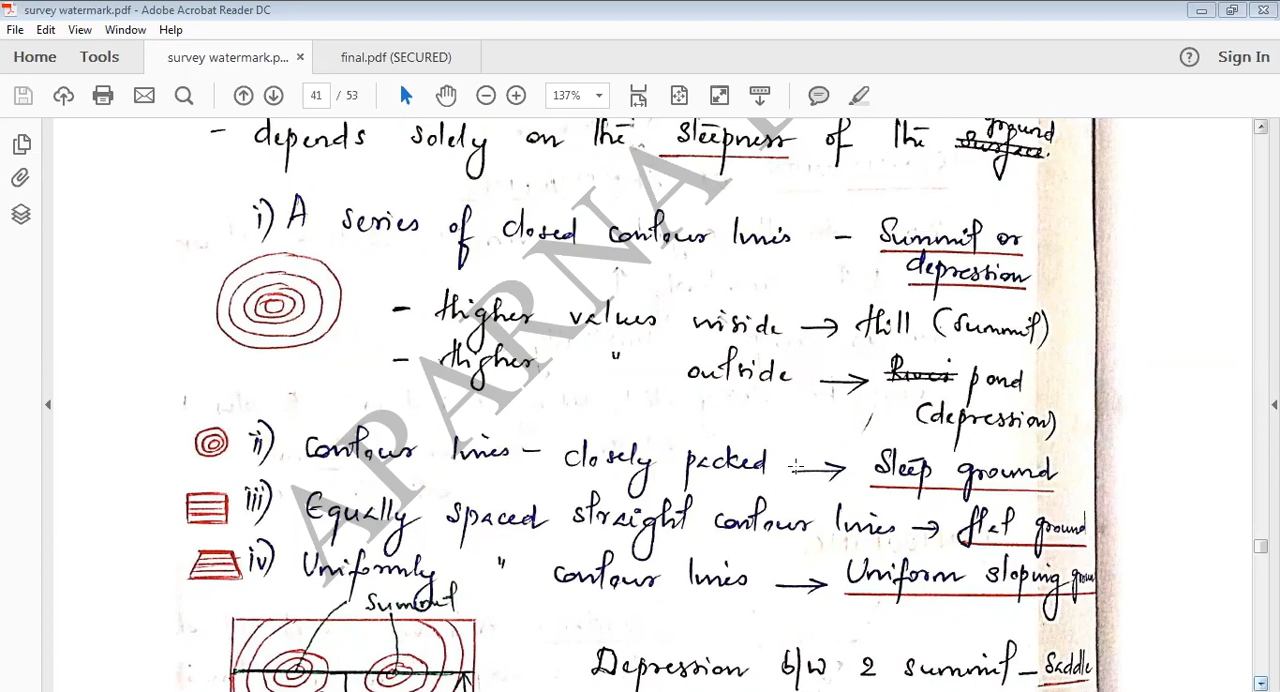 survey watermark.pdf - Adobe Acrobat Reader DC
File Edit View Window Help
Home Tools survey watermark.p... × final.pdf (SECURED) ? Sign In
41 / 53 137%
- depends solely on the steepness of the surface. ground
i) A series of closed contour lines - Summit or
depression
- Higher values inside → Hill (Summit)
- Higher " outside → pond
(depression)
ii) Contour lines - closely packed → Steep ground
iii) Equally spaced straight contour lines → flat ground
iv) Uniformly " contour lines → Uniform sloping ground
Summit
Depression b/w 2 summit - Saddle
APARNA